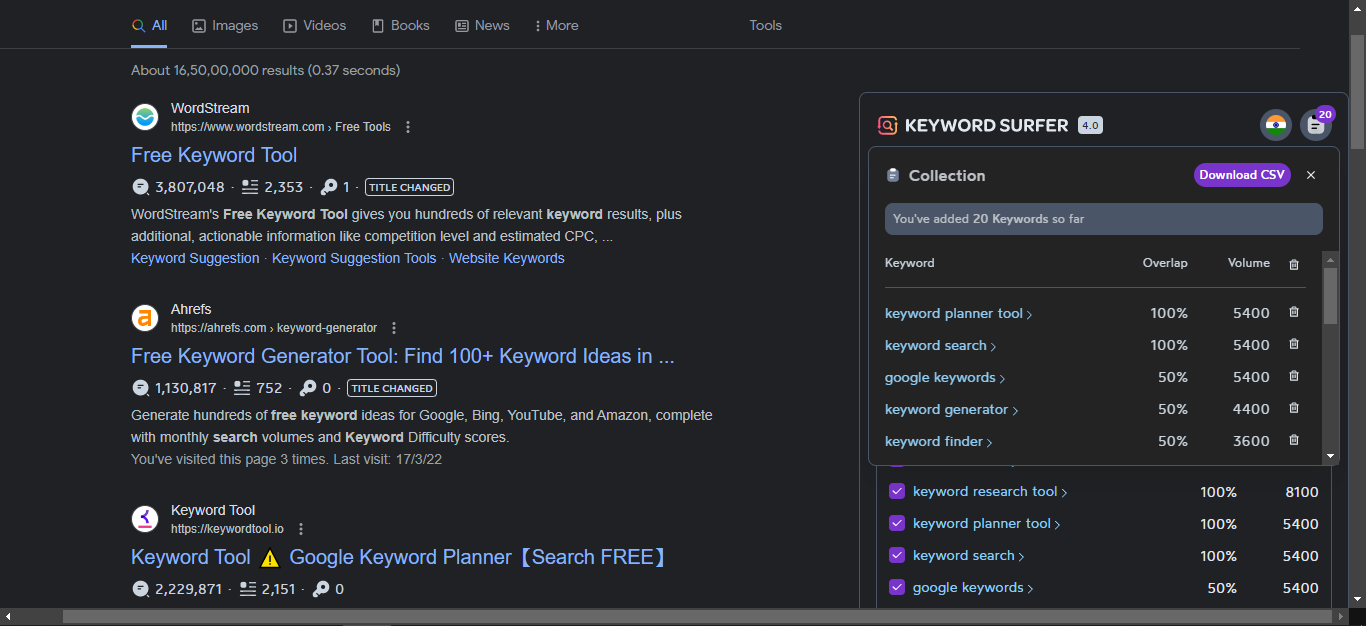 All Images Videos Books News More Tools
About 16,50,00,000 results (0.37 seconds)
WordStream
https://www.wordstream.com › Free Tools
Free Keyword Tool
3,807,048 · 2,353 · 1 · TITLE CHANGED
WordStream's Free Keyword Tool gives you hundreds of relevant keyword results, plus
additional, actionable information like competition level and estimated CPC, ...
Keyword Suggestion · Keyword Suggestion Tools · Website Keywords
Ahrefs
https://ahrefs.com › keyword-generator
Free Keyword Generator Tool: Find 100+ Keyword Ideas in ...
1,130,817 · 752 · 0 · TITLE CHANGED
Generate hundreds of free keyword ideas for Google, Bing, YouTube, and Amazon, complete
with monthly search volumes and Keyword Difficulty scores.
You've visited this page 3 times. Last visit: 17/3/22
Keyword Tool
https://keywordtool.io
Keyword Tool ⚠️ Google Keyword Planner【Search FREE】
2,229,871 · 2,151 · 0
KEYWORD SURFER 4.0
20
Collection Download CSV
You've added 20 Keywords so far
Keyword Overlap Volume
keyword planner tool > 100% 5400
keyword search > 100% 5400
google keywords > 50% 5400
keyword generator > 50% 4400
keyword finder > 50% 3600
keyword research tool > 100% 8100
keyword planner tool > 100% 5400
keyword search > 100% 5400
google keywords > 50% 5400